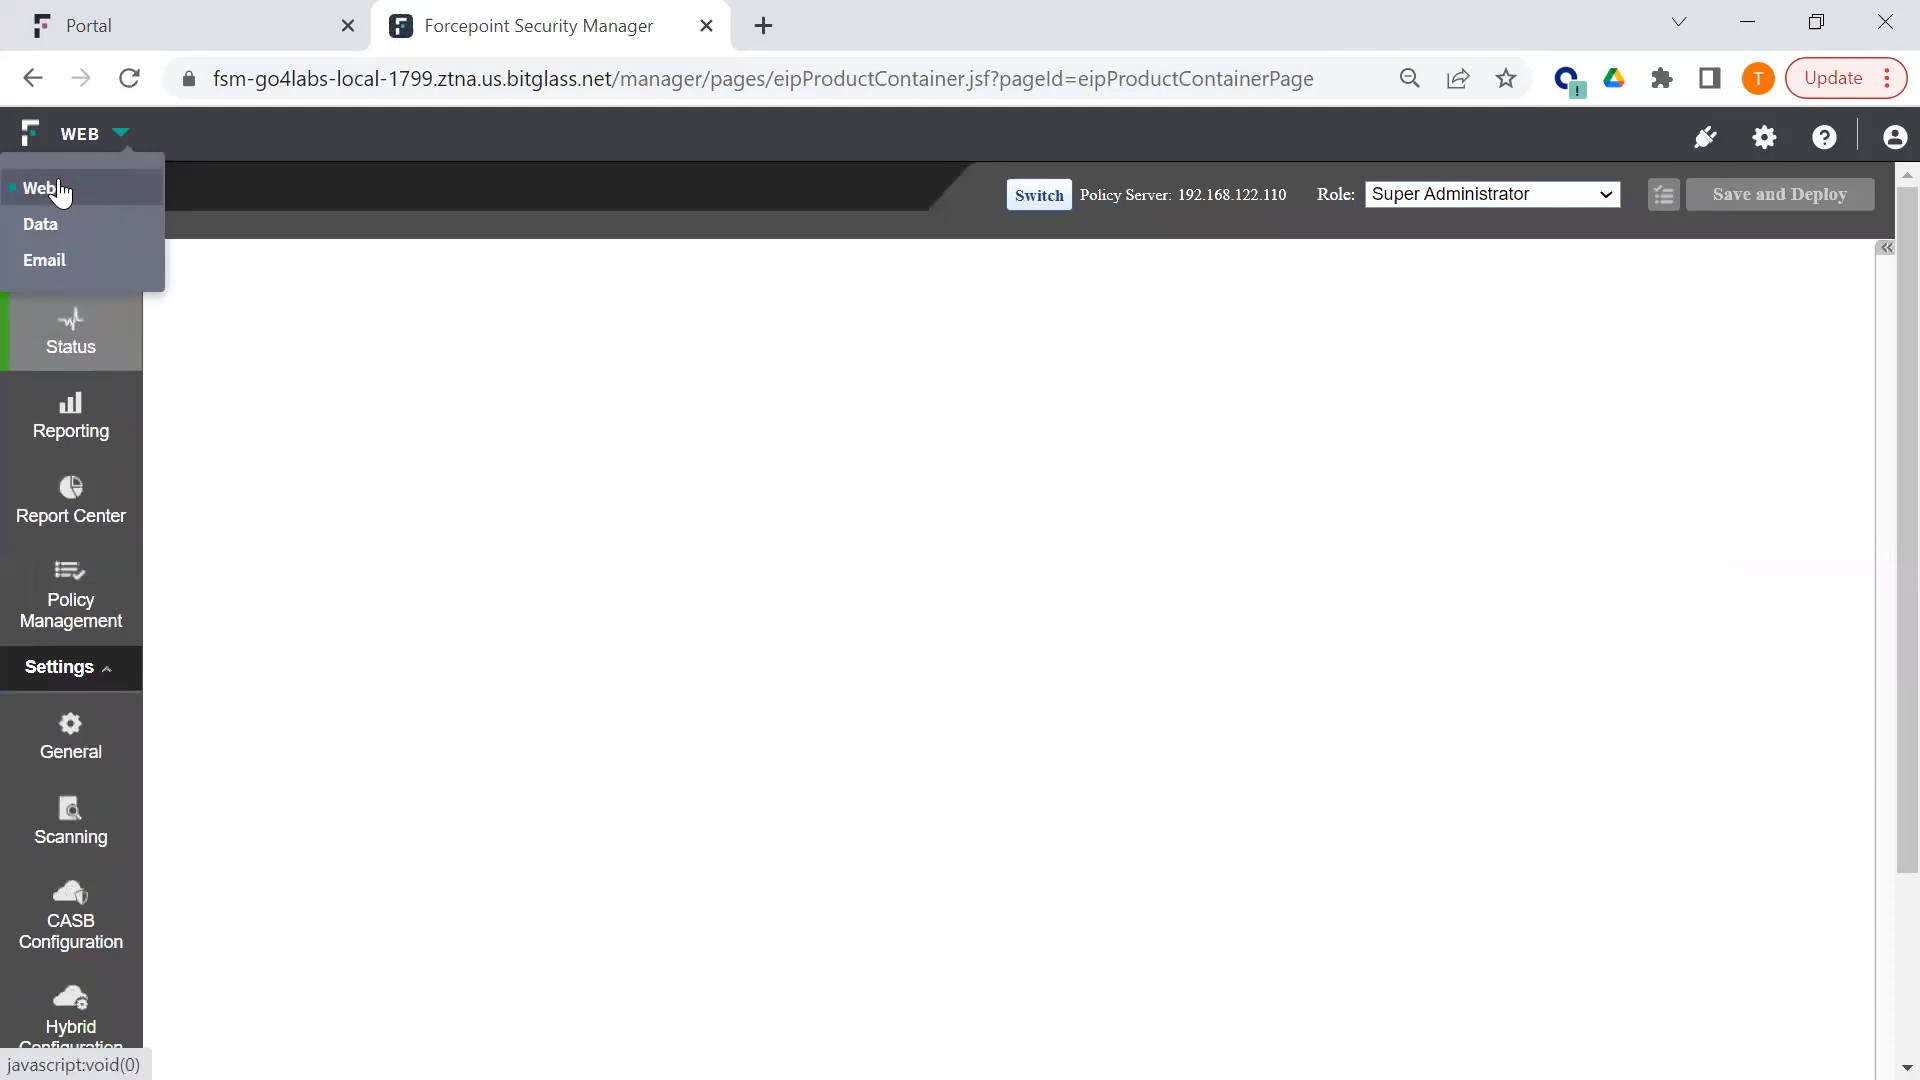 Portal
Forcepoint Security Manager
fsm-go4labs-local-1799.ztna.us.bitglass.net/manager/pages/eipProductContainer.jsf?pageId=eipProductContainerPage
T
Update
WEB
Web
Data
Email
Switch
Policy Server: 192.168.122.110
Role:
Super Administrator
Save and Deploy
Status
Reporting
Report Center
Policy
Management
Settings
General
Scanning
CASB
Configuration
Hybrid
Configuration
javascript:void(0)